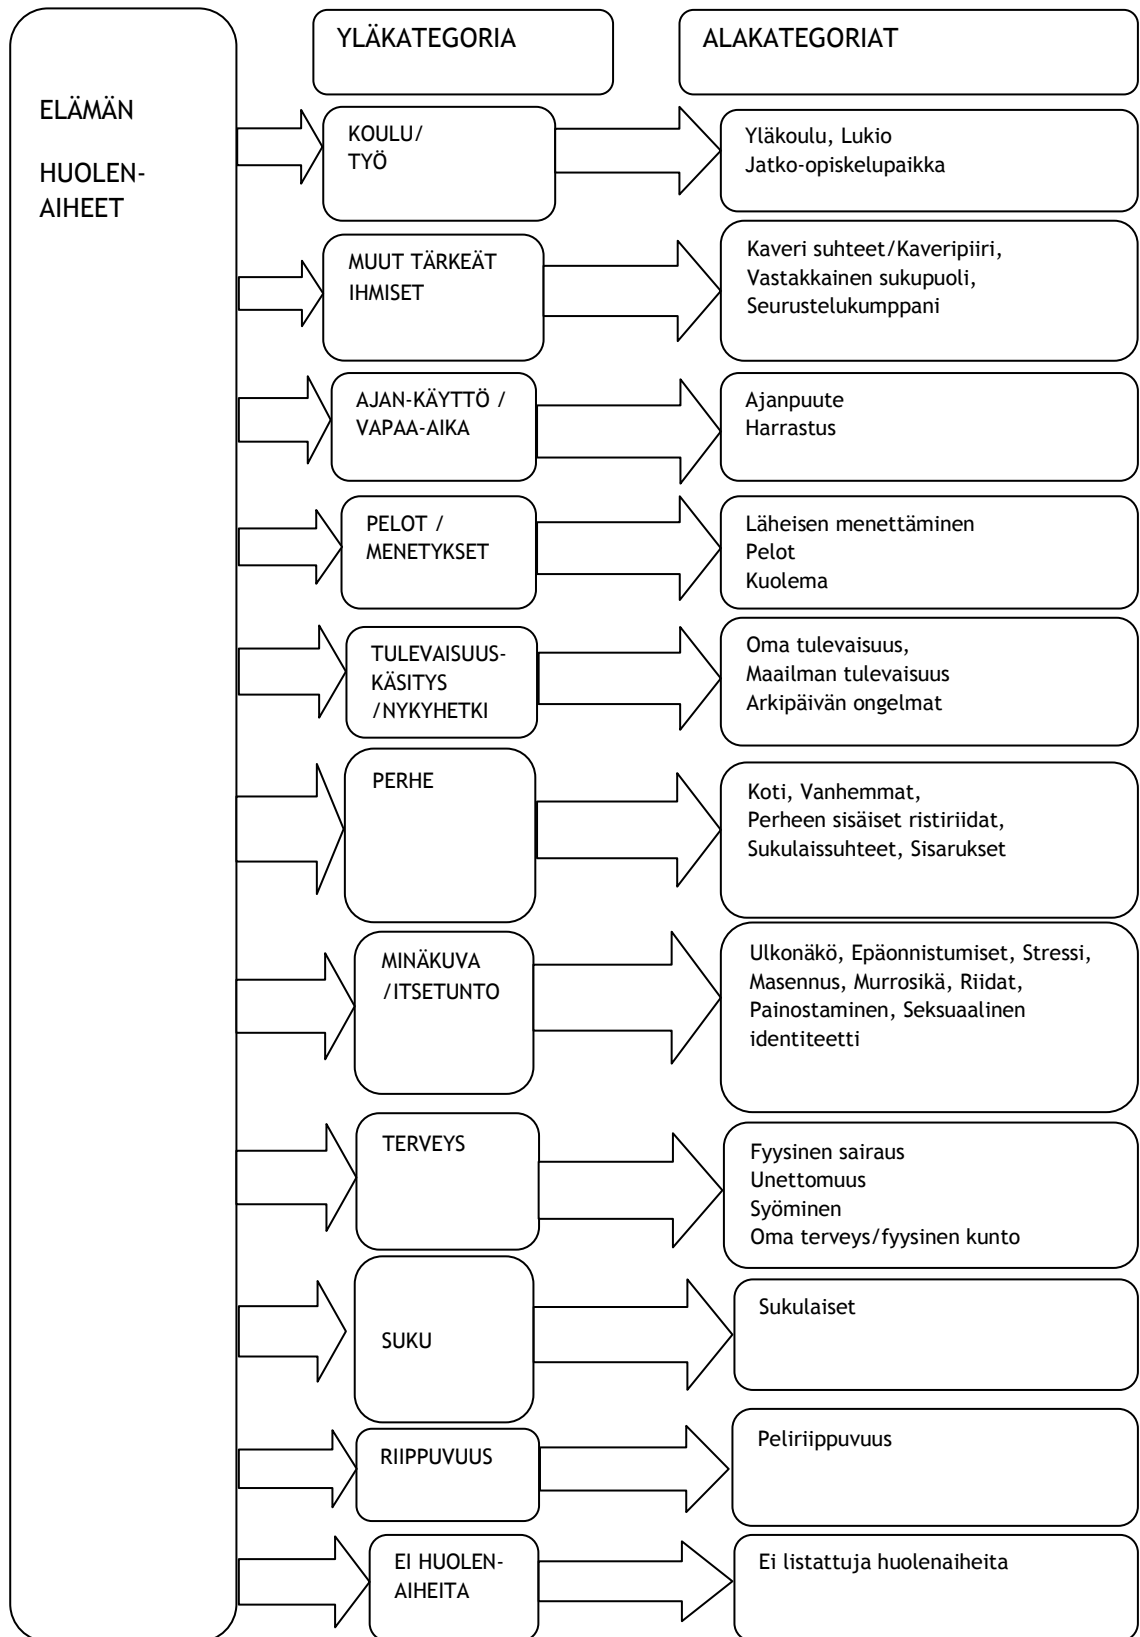 YLÄKATEGORIA
ALAKATEGORIAT
ELÄMÄN
HUOLEN-
AIHEET
KOULU/
TYÖ
Yläkoulu, Lukio
Jatko-opiskelupaikka
MUUT TÄRKEÄT
IHMISET
Kaveri suhteet/Kaveripiiri,
Vastakkainen sukupuoli,
Seurustelukumppani
AJAN-KÄYTTÖ /
VAPAA-AIKA
Ajanpuute
Harrastus
PELOT /
MENETYKSET
Läheisen menettäminen
Pelot
Kuolema
TULEVAISUUS-
KÄSITYS
/NYKYHETKI
Oma tulevaisuus,
Maailman tulevaisuus
Arkipäivän ongelmat
PERHE
Koti, Vanhemmat,
Perheen sisäiset ristiriidat,
Sukulaissuhteet, Sisarukset
MINÄKUVA
/ITSETUNTO
Ulkonäkö, Epäonnistumiset, Stressi,
Masennus, Murrosikä, Riidat,
Painostaminen, Seksuaalinen
identiteetti
TERVEYS
Fyysinen sairaus
Unettomuus
Syöminen
Oma terveys/fyysinen kunto
SUKU
Sukulaiset
RIIPPUVUUS
Peliriippuvuus
EI HUOLEN-
AIHEITA
Ei listattuja huolenaiheita